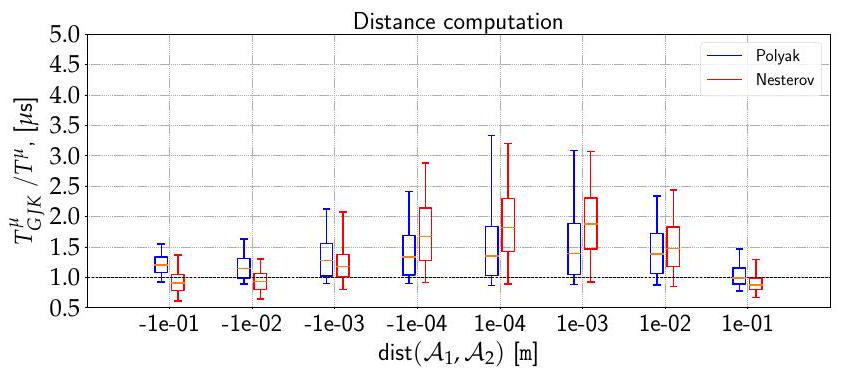 Distance computation
5.0
4.5
4.0
3.5
3.0
2.5
2.0
1.5
1.0
0.5
T^μ_GJK / T^μ, [μs]
Polyak
Nesterov
-1e-01 -1e-02 -1e-03 -1e-04 1e-04 1e-03 1e-02 1e-01
dist(𝒜₁, 𝒜₂) [m]